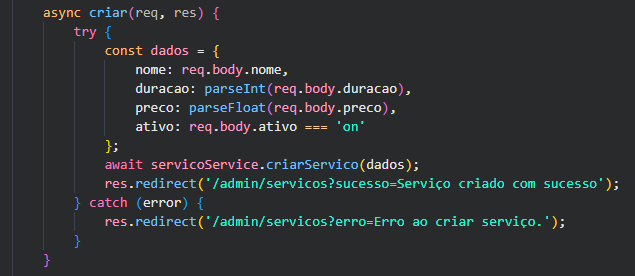 async criar(req, res) {
try {
const dados = {
nome: req.body.nome,
duracao: parseInt(req.body.duracao),
preco: parseFloat(req.body.preco),
ativo: req.body.ativo === 'on'
};
await servicoService.criarServico(dados);
res.redirect('/admin/servicos?sucesso=Serviço criado com sucesso');
} catch (error) {
res.redirect('/admin/servicos?erro=Erro ao criar serviço.');
}
}